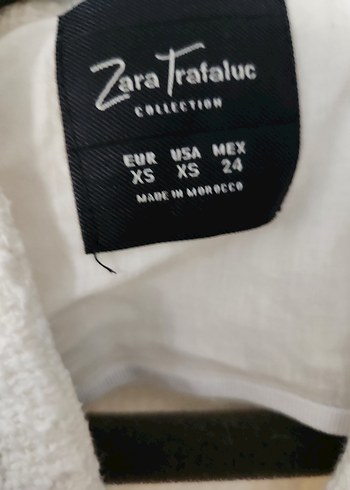 Zara Trafaluc
COLLECTION
EUR USA MEX
XS XS 24
MADE IN MOROCCO